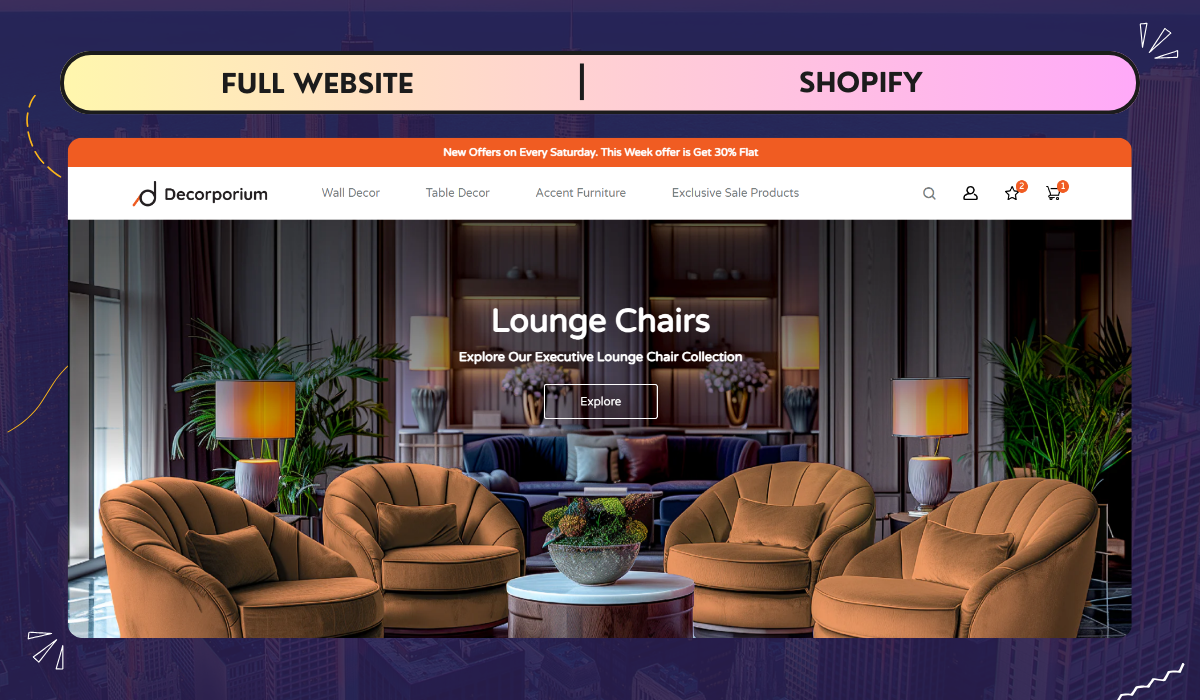 FULL WEBSITE | SHOPIFY
New Offers on Every Saturday. This Week offer is Get 30% Flat
Decorporium Wall Decor Table Decor Accent Furniture Exclusive Sale Products 2 1
Lounge Chairs
Explore Our Executive Lounge Chair Collection
Explore